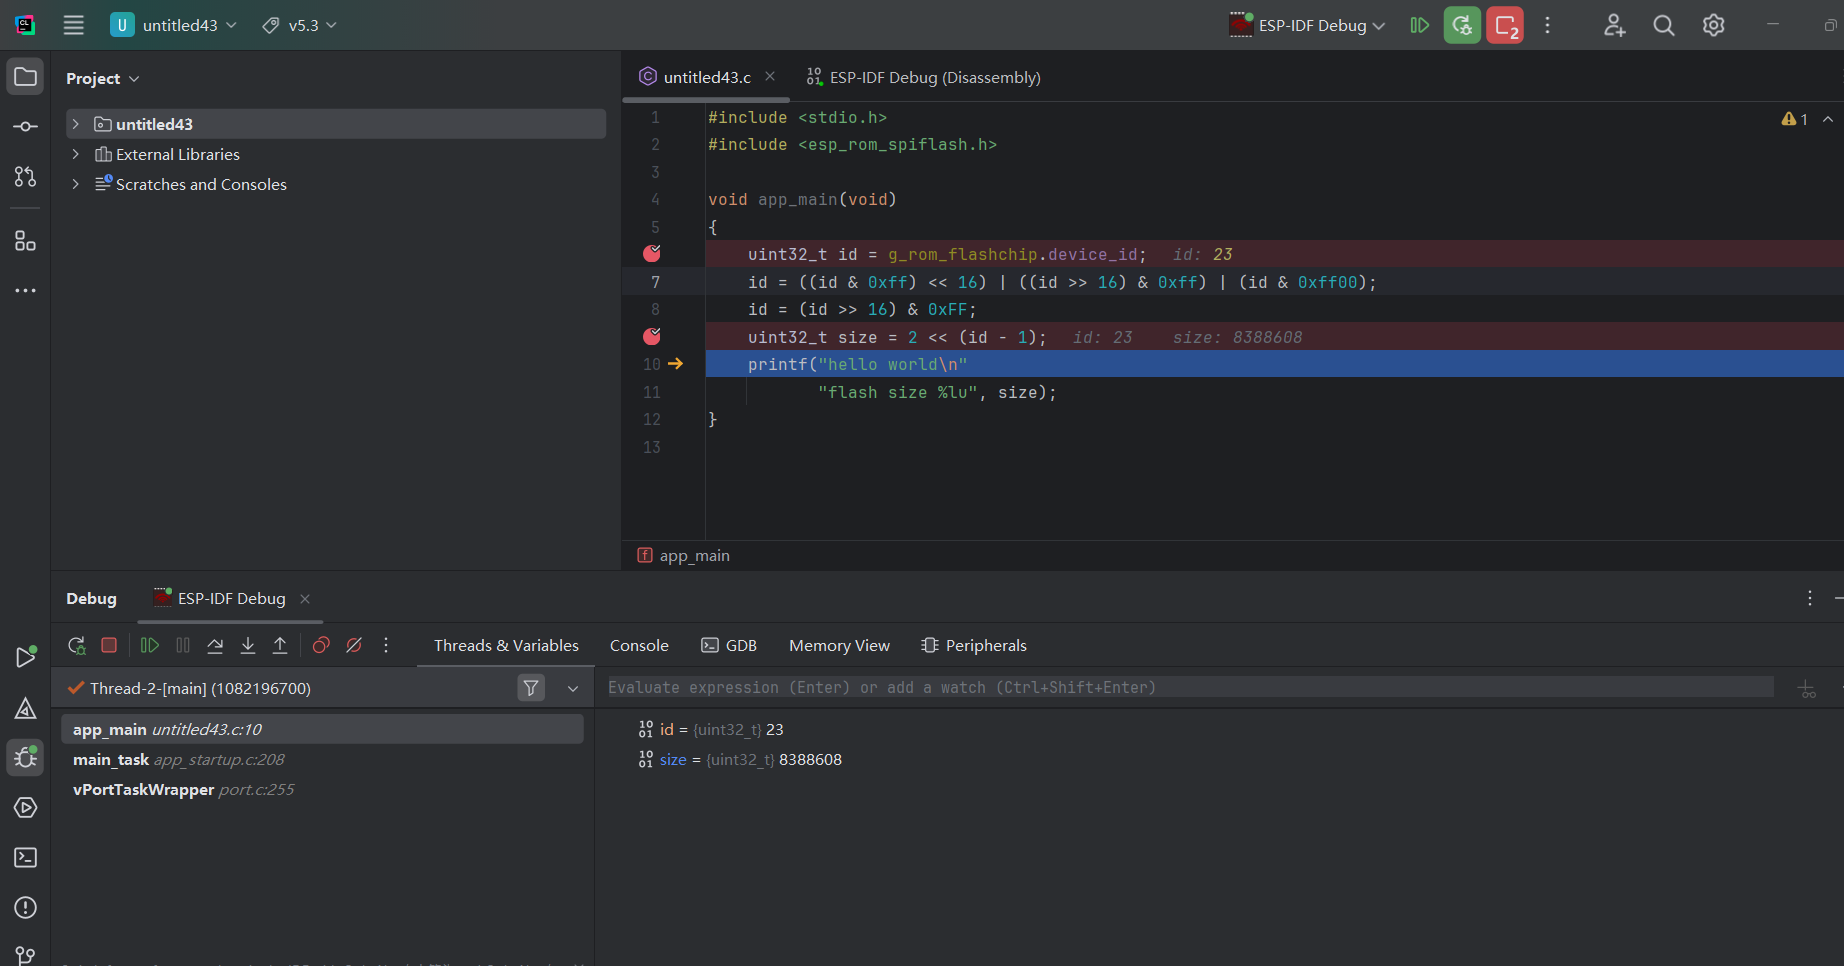 U untitled43 v5.3 ESP-IDF Debug 2
Project
untitled43
External Libraries
Scratches and Consoles
untitled43.c ESP-IDF Debug (Disassembly)
1 #include <stdio.h> 1
2 #include <esp_rom_spiflash.h>
3
4 void app_main(void)
5 {
uint32_t id = g_rom_flashchip.device_id; id: 23
7 id = ((id & 0xff) << 16) | ((id >> 16) & 0xff) | (id & 0xff00);
8 id = (id >> 16) & 0xFF;
uint32_t size = 2 << (id - 1); id: 23 size: 8388608
10 printf("hello world\n"
11 "flash size %lu", size);
12 }
13
f app_main
Debug ESP-IDF Debug
Threads & Variables Console GDB Memory View Peripherals
Thread-2-[main] (1082196700)
Evaluate expression (Enter) or add a watch (Ctrl+Shift+Enter)
app_main untitled43.c:10
main_task app_startup.c:208
vPortTaskWrapper port.c:255
id = {uint32_t} 23
size = {uint32_t} 8388608